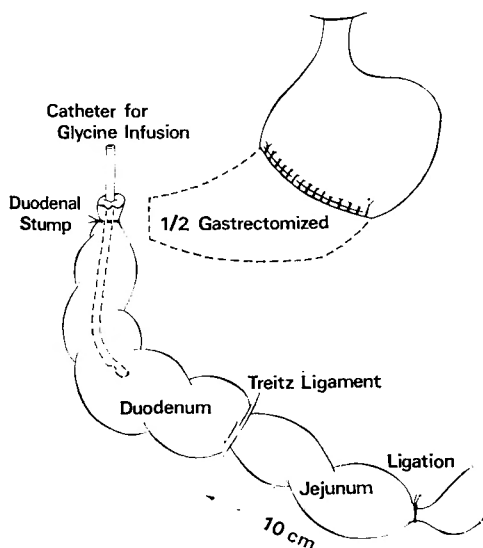 Catheter for
Glycine Infusion
Duodenal
Stump
1/2 Gastrectomized
Treitz Ligament
Duodenum
Ligation
Jejunum
10 cm